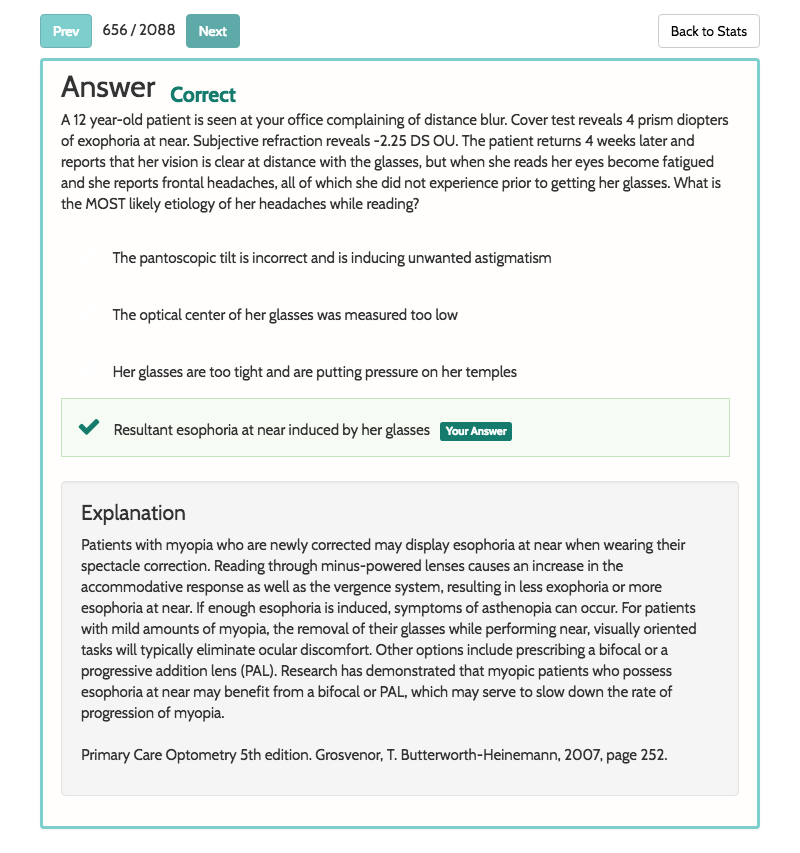 Prev 656 / 2088 Next Back to Stats
Answer Correct
A 12 year-old patient is seen at your office complaining of distance blur. Cover test reveals 4 prism diopters
of exophoria at near. Subjective refraction reveals -2.25 DS OU. The patient returns 4 weeks later and
reports that her vision is clear at distance with the glasses, but when she reads her eyes become fatigued
and she reports frontal headaches, all of which she did not experience prior to getting her glasses. What is
the MOST likely etiology of her headaches while reading?
The pantoscopic tilt is incorrect and is inducing unwanted astigmatism
The optical center of her glasses was measured too low
Her glasses are too tight and are putting pressure on her temples
Resultant esophoria at near induced by her glasses Your Answer
Explanation
Patients with myopia who are newly corrected may display esophoria at near when wearing their
spectacle correction. Reading through minus-powered lenses causes an increase in the
accommodative response as well as the vergence system, resulting in less exophoria or more
esophoria at near. If enough esophoria is induced, symptoms of asthenopia can occur. For patients
with mild amounts of myopia, the removal of their glasses while performing near, visually oriented
tasks will typically eliminate ocular discomfort. Other options include prescribing a bifocal or a
progressive addition lens (PAL). Research has demonstrated that myopic patients who possess
esophoria at near may benefit from a bifocal or PAL, which may serve to slow down the rate of
progression of myopia.
Primary Care Optometry 5th edition. Grosvenor, T. Butterworth-Heinemann, 2007, page 252.